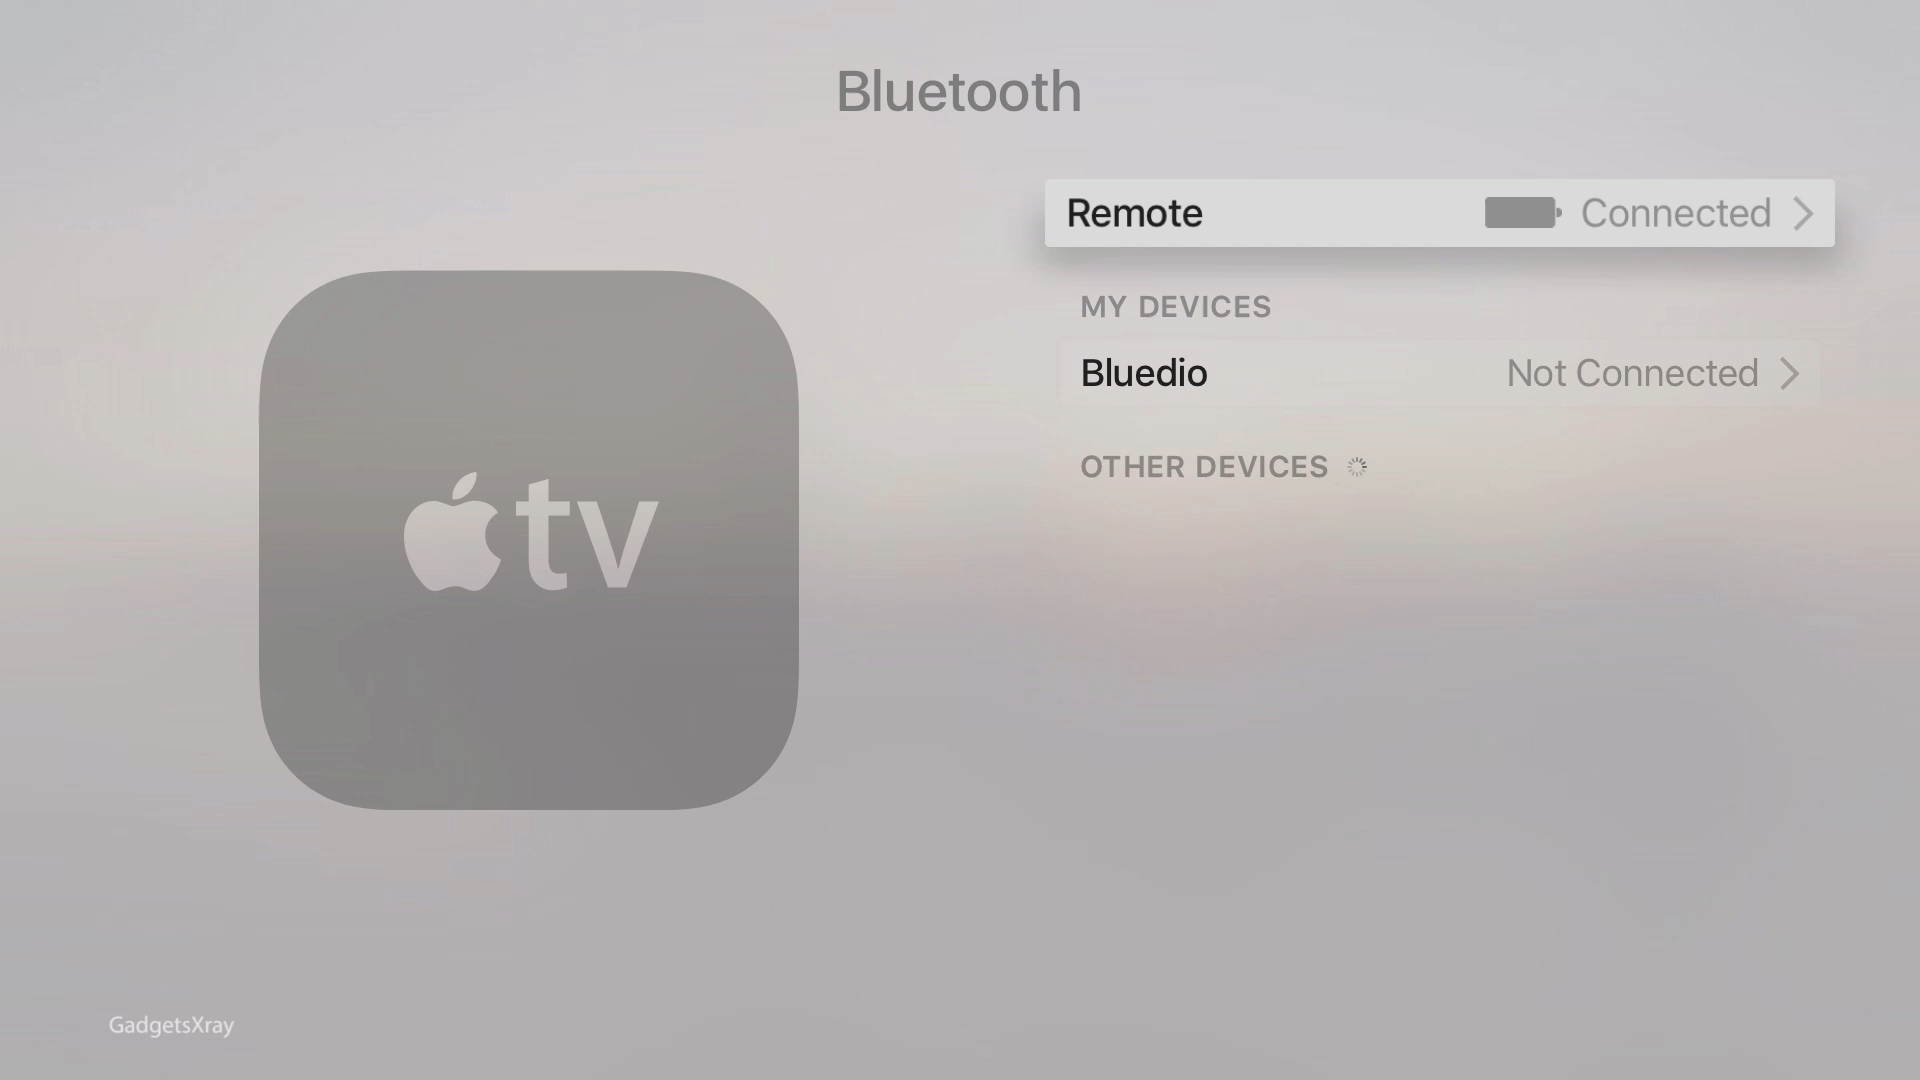 Bluetooth
Remote Connected
MY DEVICES
Bluedio Not Connected
OTHER DEVICES
tv
GadgetsXray